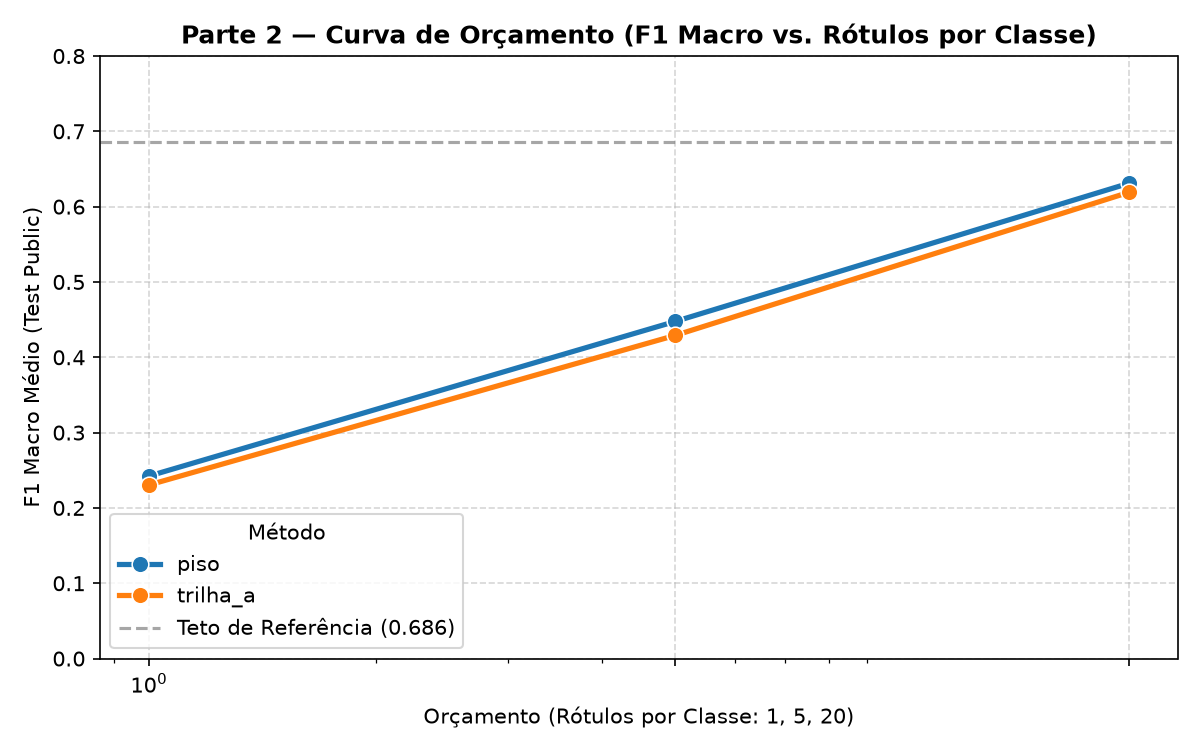 Parte 2 — Curva de Orçamento (F1 Macro vs. Rótulos por Classe)
0.8
0.7
0.6
0.5
0.4
0.3
0.2
0.1
0.0
F1 Macro Médio (Test Public)
Método
piso
trilha_a
Teto de Referência (0.686)
10⁰
Orçamento (Rótulos por Classe: 1, 5, 20)